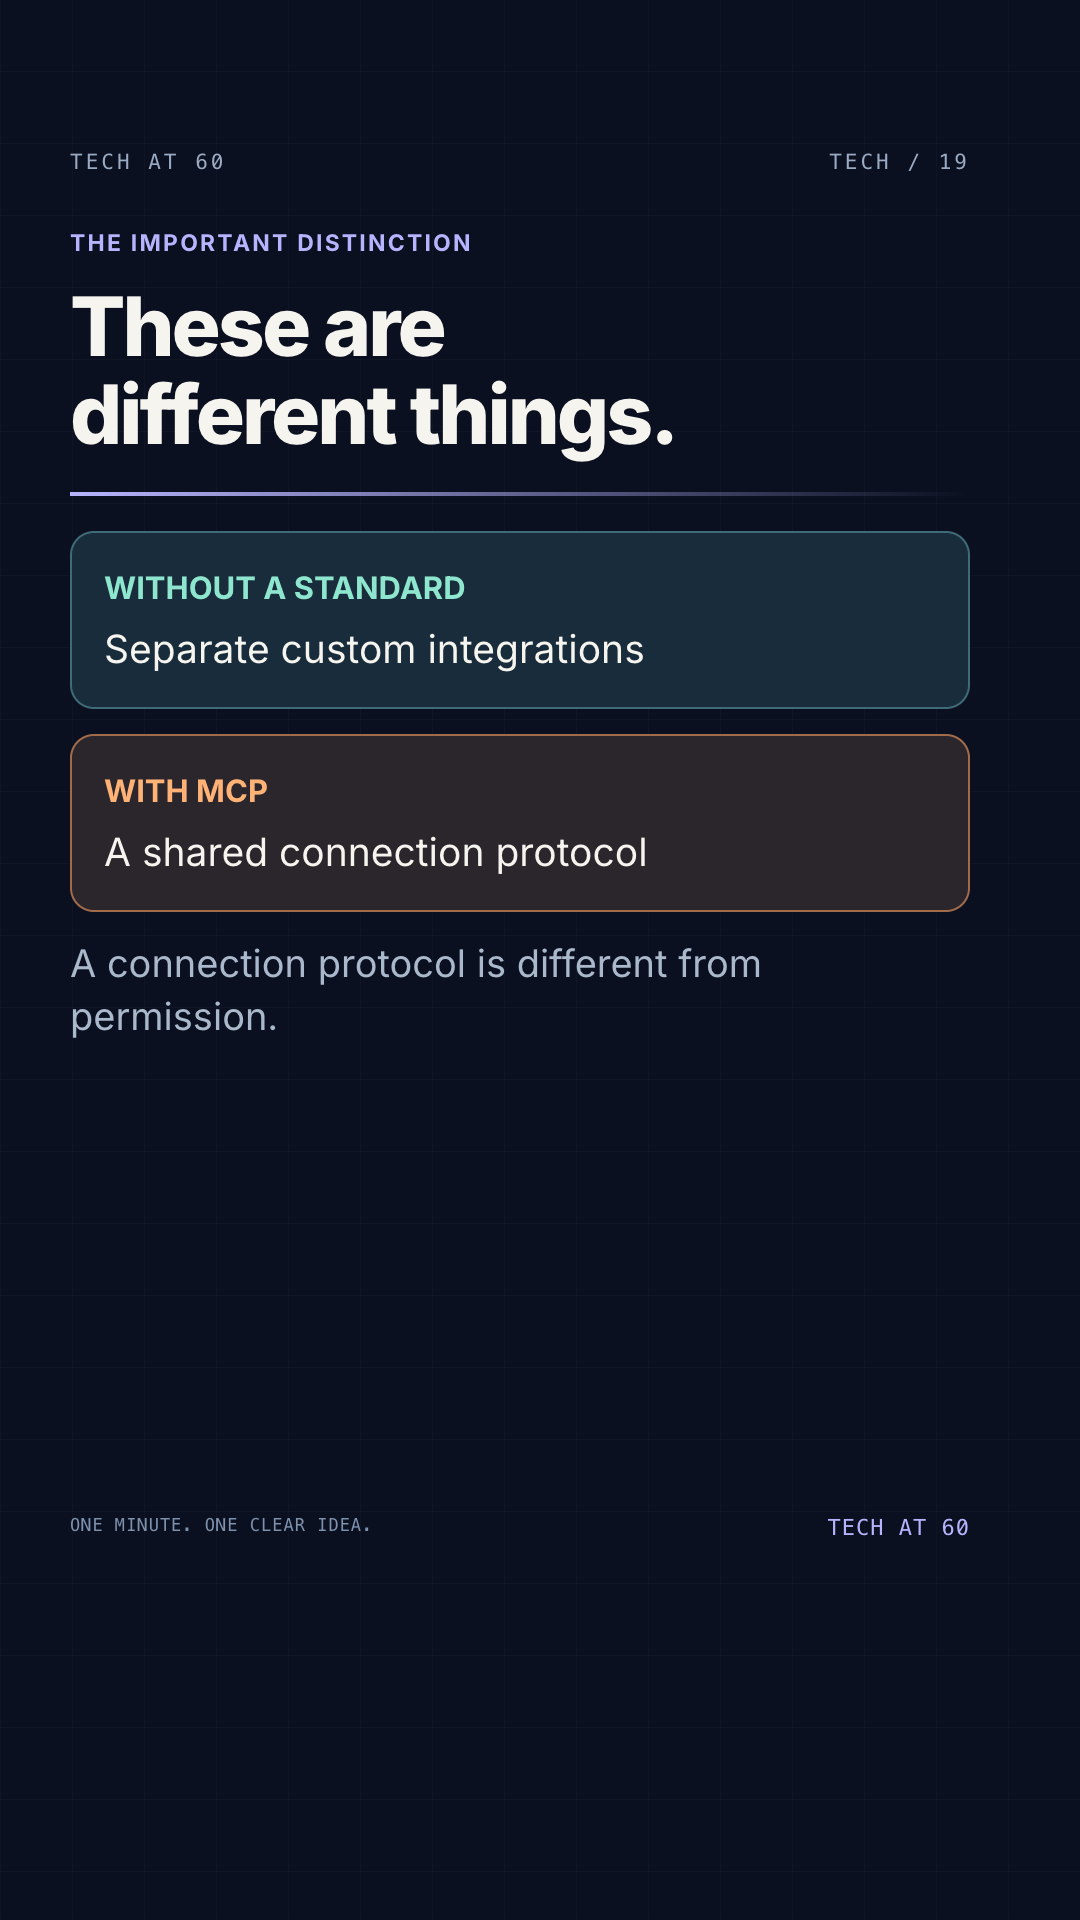 TECH AT 60
TECH / 19
THE IMPORTANT DISTINCTION
These are
different things.
WITHOUT A STANDARD
Separate custom integrations
WITH MCP
A shared connection protocol
A connection protocol is different from
permission.
ONE MINUTE. ONE CLEAR IDEA.
TECH AT 60